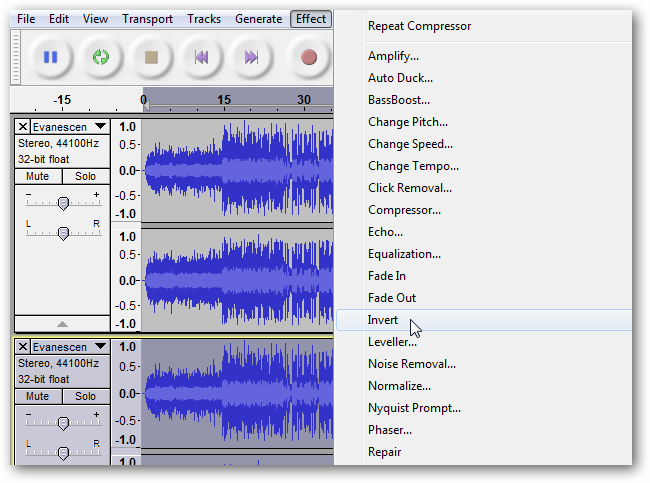 File Edit View Transport Tracks Generate Effect
-15 0 15 30
Evanescen
Stereo, 44100Hz
32-bit float
Mute Solo
- +
L R
1.0
0.5-
0.0-
-0.5-
-1.0
1.0
0.5-
0.0-
-0.5-
-1.0
Evanescen
Stereo, 44100Hz
32-bit float
Mute Solo
- +
L R
1.0
0.5-
0.0-
-0.5-
-1.0
1.0
Repeat Compressor
Amplify...
Auto Duck...
BassBoost...
Change Pitch...
Change Speed...
Change Tempo...
Click Removal...
Compressor...
Echo...
Equalization...
Fade In
Fade Out
Invert
Leveller...
Noise Removal...
Normalize...
Nyquist Prompt...
Phaser...
Repair